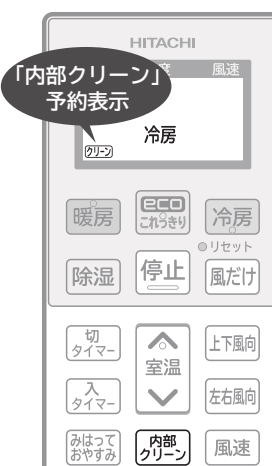 HITACHI
「内部クリーン」
予約表示
度 風速
冷房
クリーン
暖房 eco これっきり 冷房
リセット
除湿 停止 風だけ
切
タイマー
室温
上下風向
入
タイマー
左右風向
みはって
おやすみ
内部
クリーン
風速